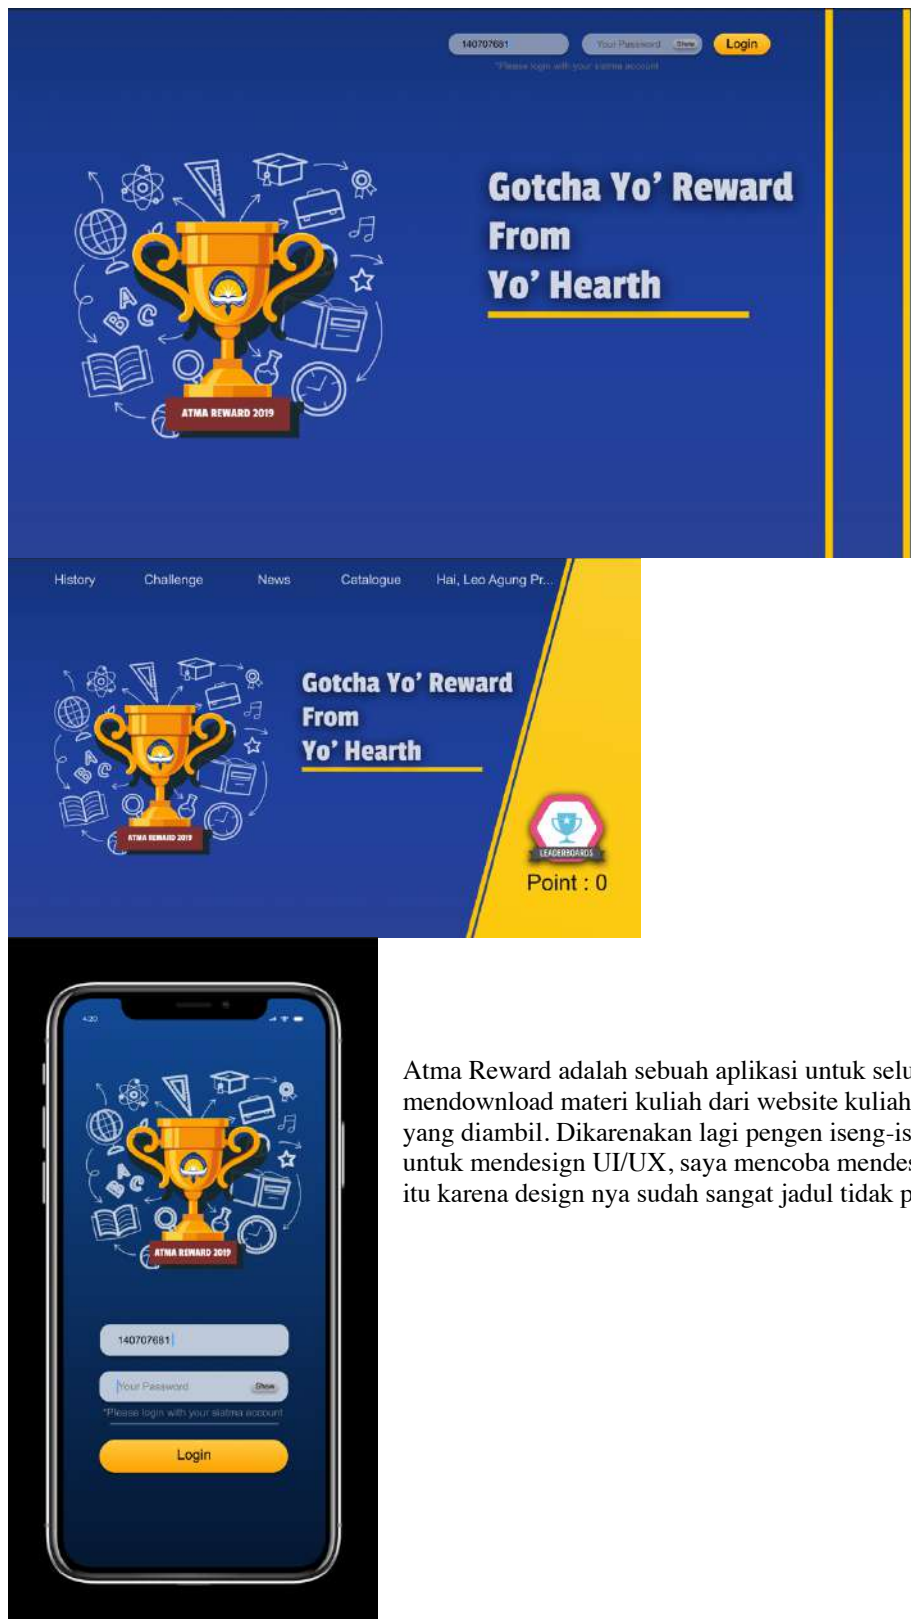 140707681
Your Password
Show
Login
*Please login with your siatma account
Gotcha Yo' Reward
From
Yo' Hearth
A
B
C
ATMA REWARD 2019
History
Challenge
News
Catalogue
Hai, Leo Agung Pr...
Gotcha Yo' Reward
From
Yo' Hearth
A
B
C
ATMA REWARD 2019
LEADERBOARDS
Point : 0
4:20
A
B
C
ATMA REWARD 2019
140707681
Your Password
Show
*Please login with your siatma account
Login
Atma Reward adalah sebuah aplikasi untuk selu
mendownload materi kuliah dari website kuliah
yang diambil. Dikarenakan lagi pengen iseng-is
untuk mendesign UI/UX, saya mencoba mendes
itu karena design nya sudah sangat jadul tidak p